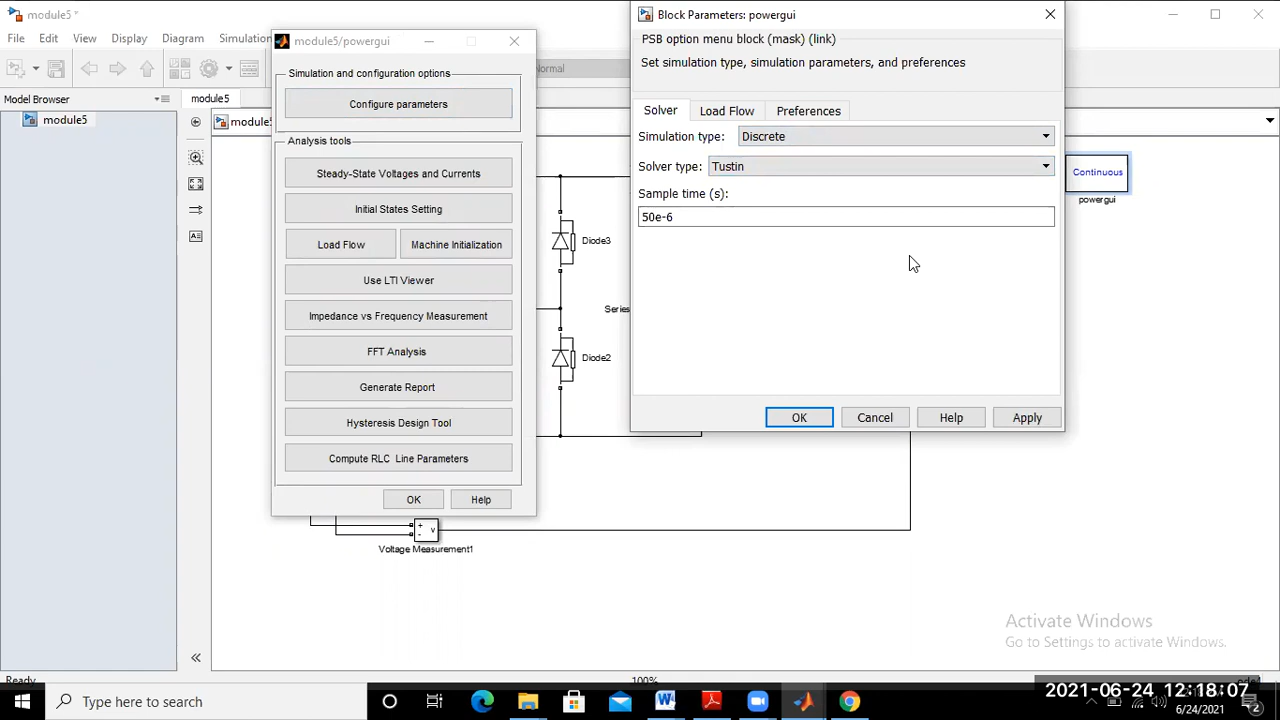 module5 *
File Edit View Display Diagram Simulation
Normal
Model Browser
module5
module5
module5
module5/powergui
Simulation and configuration options
Configure parameters
Analysis tools
Steady-State Voltages and Currents
Initial States Setting
Load Flow
Machine Initialization
Use LTI Viewer
Impedance vs Frequency Measurement
FFT Analysis
Generate Report
Hysteresis Design Tool
Compute RLC Line Parameters
OK
Help
Block Parameters: powergui
PSB option menu block (mask) (link)
Set simulation type, simulation parameters, and preferences
Solver
Load Flow
Preferences
Simulation type:
Discrete
Solver type:
Tustin
Sample time (s):
50e-6
OK
Cancel
Help
Apply
Continuous
powergui
Diode3
Series
Diode2
+
-
v
Voltage Measurement1
Activate Windows
Go to Settings to activate Windows.
Ready
100%
Type here to search
2021-06-24 12:18:07
6/24/2021
2